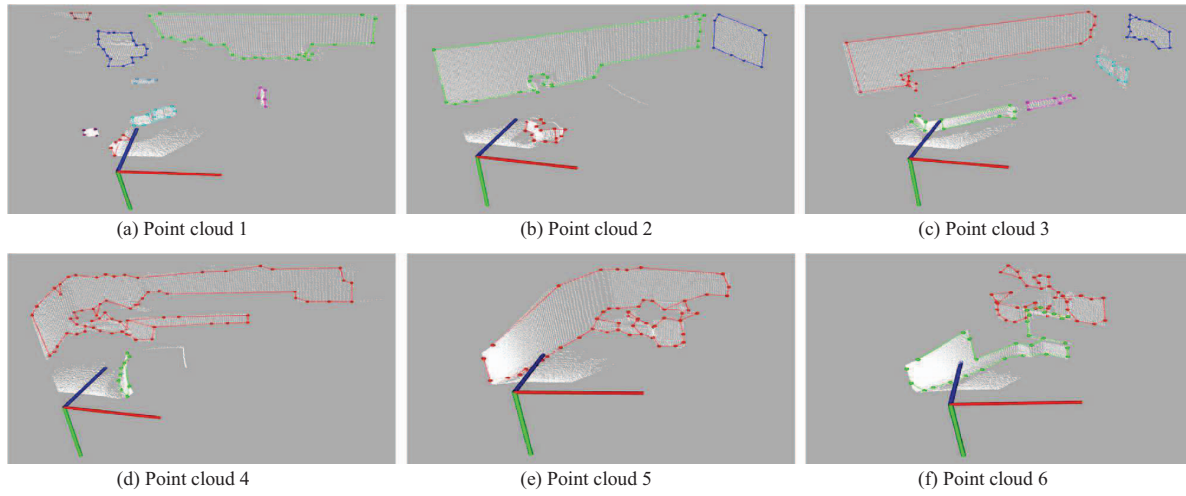 (a) Point cloud 1
(b) Point cloud 2
(c) Point cloud 3
(d) Point cloud 4
(e) Point cloud 5
(f) Point cloud 6